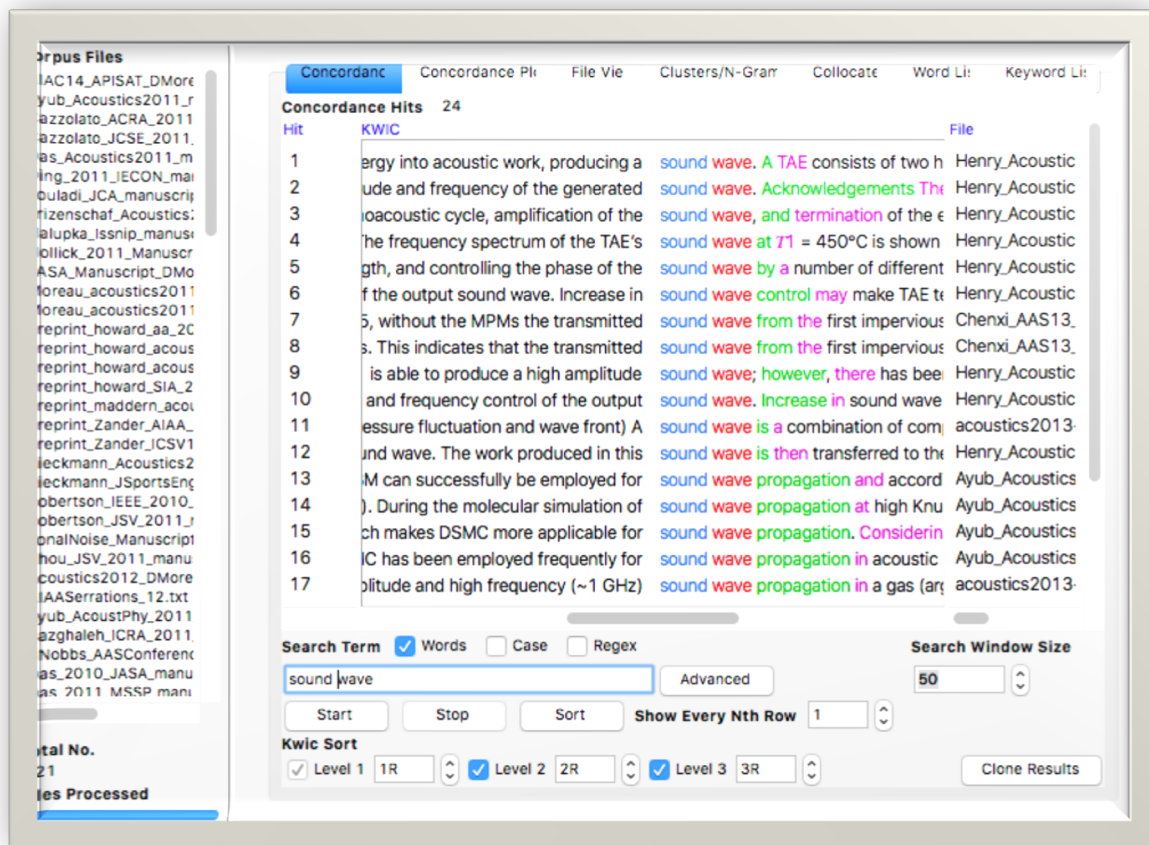 orpus Files
IAC14_APISAT_DMore
yub_Acoustics2011_r
azzolato_ACRA_2011
azzolato_JCSE_2011_
as_Acoustics2011_m
ing_2011_IECON_mai
ouladi_JCA_manuscrip
rizenschaf_Acoustics2
alupka_Issnip_manusc
ollick_2011_Manuscr
ASA_Manuscript_DMo
Moreau_acoustics2011
Moreau_acoustics2011
reprint_howard_aa_20
reprint_howard_acous
reprint_howard_acous
reprint_howard_SIA_2
reprint_maddern_acou
reprint_Zander_AIAA_
reprint_Zander_ICSV1
ieckmann_Acoustics2
ieckmann_JSportsEng
obertson_IEEE_2010_
obertson_JSV_2011_r
onalNoise_Manuscript
hou_JSV_2011_manu
coustics2012_DMore
IAASerrations_12.txt
yub_AcoustPhy_2011
azghaleh_ICRA_2011_
Nobbs_AASConferenc
as_2010_JASA_manu
as_2011_MSSP_manu
otal No.
21
les Processed
Concordanc Concordance Plo File Vie Clusters/N-Gram Collocate Word Lis Keyword Lis
Concordance Hits 24
Hit KWIC File
1 ergy into acoustic work, producing a sound wave. A TAE consists of two h Henry_Acoustic
2 ude and frequency of the generated sound wave. Acknowledgements The Henry_Acoustic
3 oacoustic cycle, amplification of the sound wave, and termination of the e Henry_Acoustic
4 The frequency spectrum of the TAE's sound wave at T1 = 450°C is shown Henry_Acoustic
5 gth, and controlling the phase of the sound wave by a number of different Henry_Acoustic
6 f the output sound wave. Increase in sound wave control may make TAE te Henry_Acoustic
7 5, without the MPMs the transmitted sound wave from the first impervious Chenxi_AAS13_
8 s. This indicates that the transmitted sound wave from the first impervious Chenxi_AAS13_
9 is able to produce a high amplitude sound wave; however, there has bee Henry_Acoustic
10 and frequency control of the output sound wave. Increase in sound wave Henry_Acoustic
11 essure fluctuation and wave front) A sound wave is a combination of com acoustics2013-
12 und wave. The work produced in this sound wave is then transferred to the Henry_Acoustic
13 M can successfully be employed for sound wave propagation and accord Ayub_Acoustics
14 ). During the molecular simulation of sound wave propagation at high Knu Ayub_Acoustics
15 ch makes DSMC more applicable for sound wave propagation. Considerin Ayub_Acoustics
16 IC has been employed frequently for sound wave propagation in acoustic Ayub_Acoustics
17 plitude and high frequency (~1 GHz) sound wave propagation in a gas (arg acoustics2013-
Search Term Words Case Regex Search Window Size
sound wave Advanced 50
Start Stop Sort Show Every Nth Row 1
Kwic Sort
Level 1 1R Level 2 2R Level 3 3R Clone Results